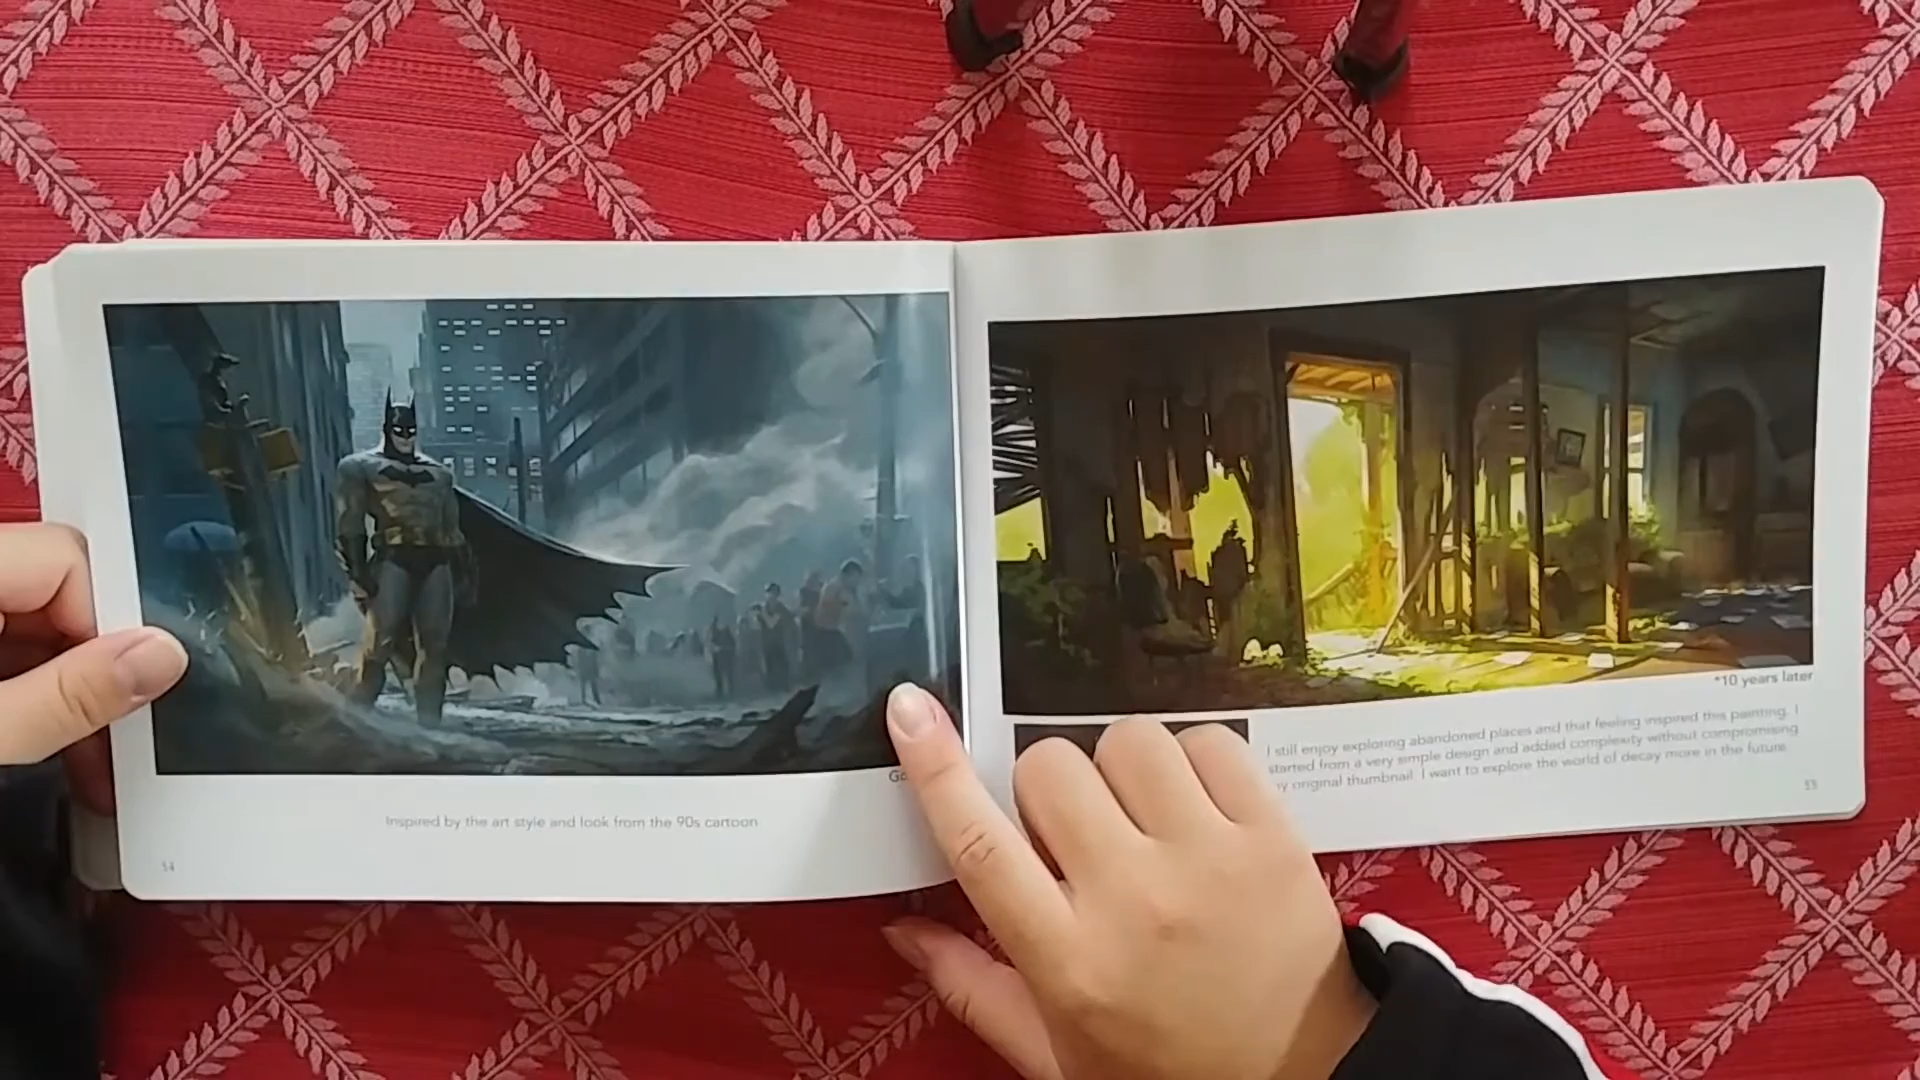 Inspired by the art style and look from the 90s cartoon
54
*10 years later
I still enjoy exploring abandoned places and that feeling inspired this painting. I
started from a very simple design and added complexity without compromising
my original thumbnail. I want to explore the world of decay more in the future
55